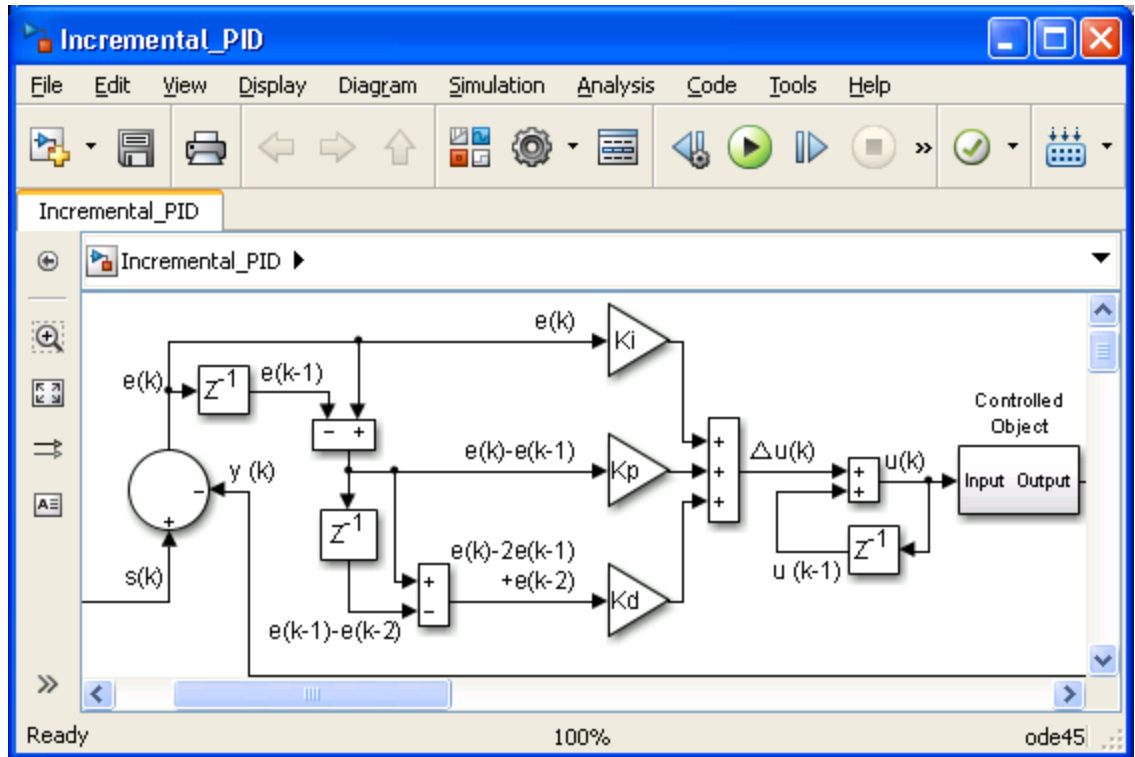 Incremental_PID
File Edit View Display Diagram Simulation Analysis Code Tools Help
Incremental_PID
Incremental_PID
e(k)
Ki
e(k)
Z-1
e(k-1)
- +
Controlled
Object
y (k)
-
+
s(k)
e(k)-e(k-1)
Kp
+
+
+
△u(k)
+
+
u(k)
Input Output
Z-1
Z-1
u (k-1)
e(k)-2e(k-1)
+e(k-2)
+
-
Kd
e(k-1)-e(k-2)
Ready 100% ode45